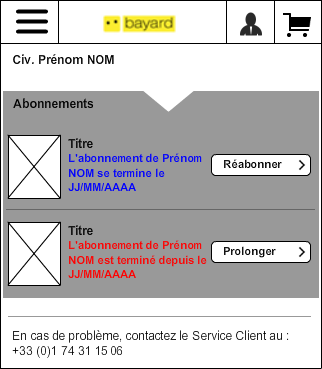 bayard
Civ. Prénom NOM
Abonnements
Titre
L'abonnement de Prénom
NOM se termine le
JJ/MM/AAAA
Réabonner
Titre
L'abonnement de Prénom
NOM est terminé depuis le
JJ/MM/AAAA
Prolonger
En cas de problème, contactez le Service Client au :
+33 (0)1 74 31 15 06